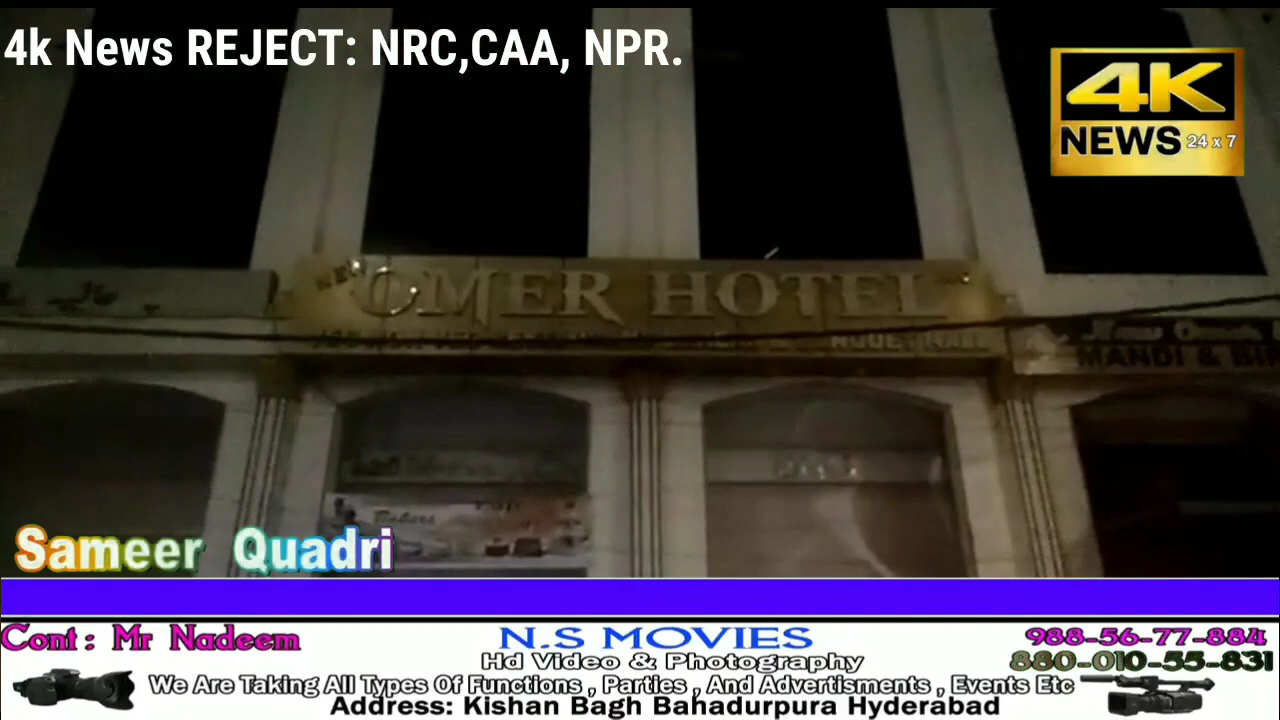 4k News REJECT: NRC,CAA, NPR.
4K
NEWS 24 x 7
NEW
OMER HOTEL
MANDI &
Sameer Quadri
Cont : Mr Nadeem
N.S MOVIES
988-56-77-884
Hd Video & Photography
880-010-55-831
We Are Taking All Types Of Functions , Parties , And Advertisments , Events Etc
Address: Kishan Bagh Bahadurpura Hyderabad